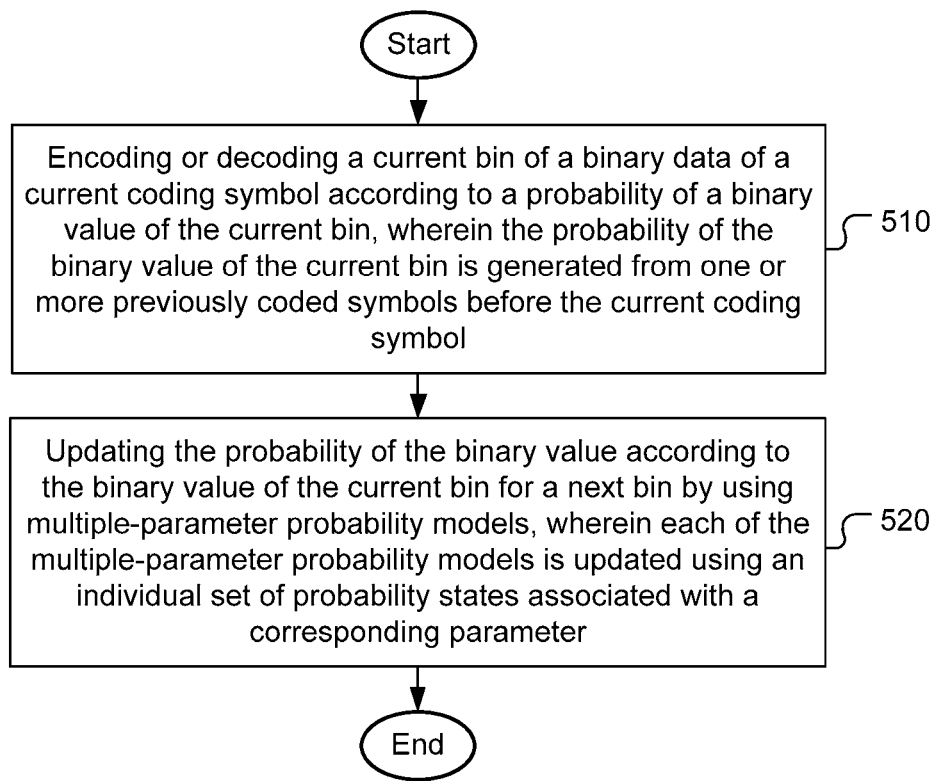 Start
Encoding or decoding a current bin of a binary data of a
current coding symbol according to a probability of a binary
value of the current bin, wherein the probability of the
binary value of the current bin is generated from one or
more previously coded symbols before the current coding
symbol
510
Updating the probability of the binary value according to
the binary value of the current bin for a next bin by using
multiple-parameter probability models, wherein each of the
multiple-parameter probability models is updated using an
individual set of probability states associated with a
corresponding parameter
520
End